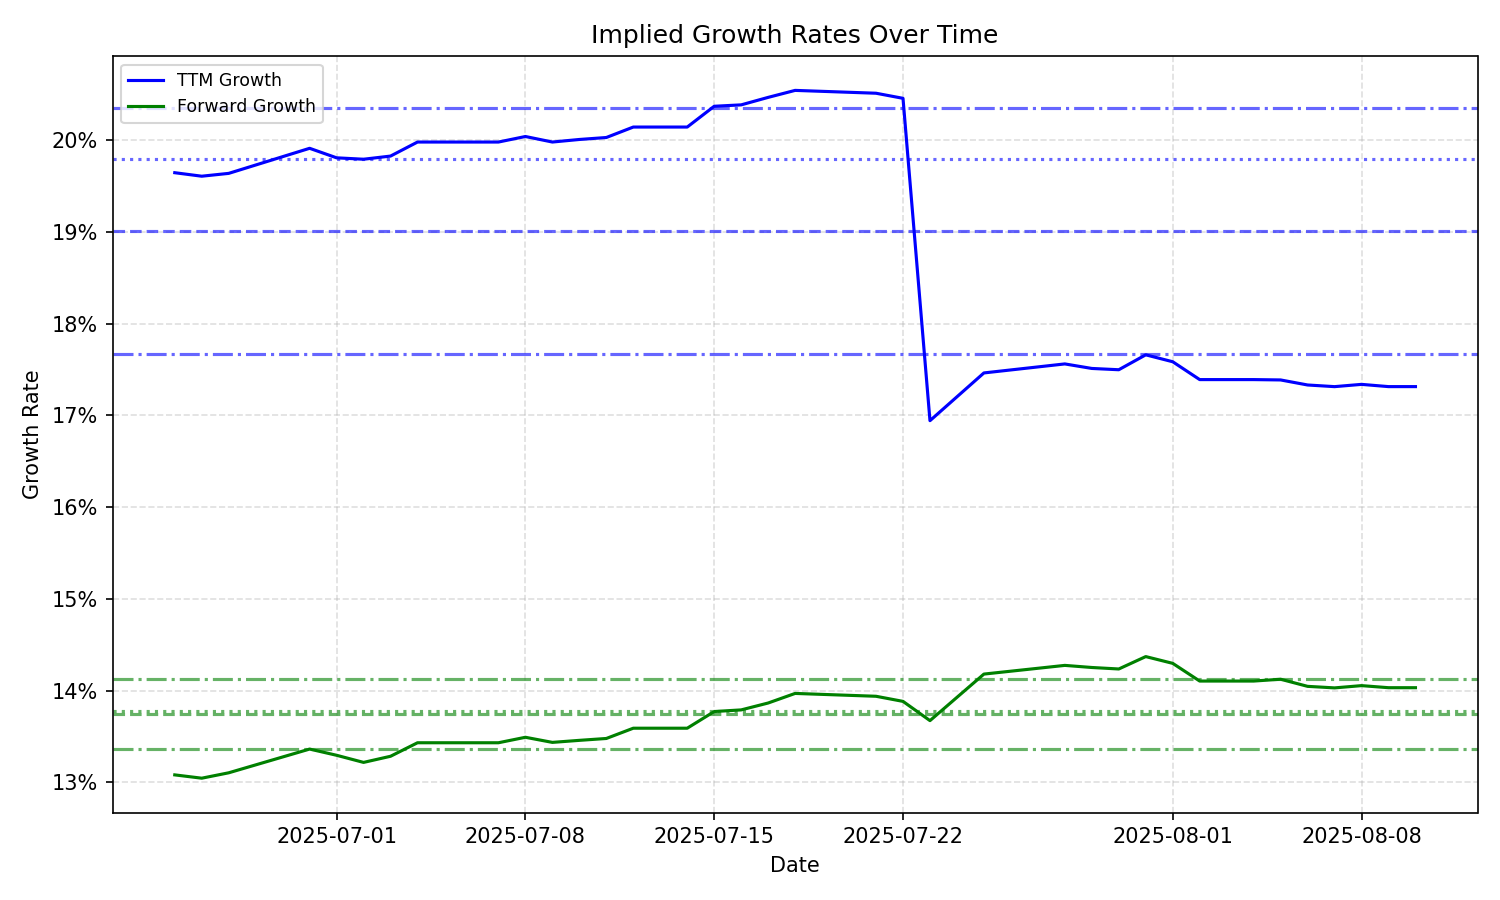 Implied Growth Rates Over Time
TTM Growth
Forward Growth
20%
19%
18%
17%
16%
15%
14%
13%
Growth Rate
2025-07-01
2025-07-08
2025-07-15
2025-07-22
2025-08-01
2025-08-08
Date